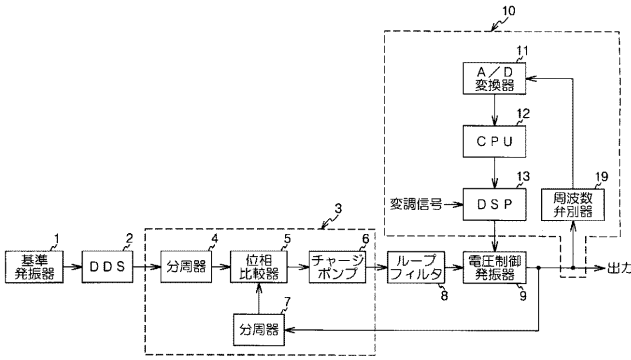 10
11
A/D
変換器
12
CPU
13
19
変調信号
DSP
周波数
弁別器
3
1
2
4
5
6
基準
発振器
DDS
分周器
位相
比較器
チャージ
ポンプ
ループ
フィルタ
電圧制御
発振器
出力
8
9
7
分周器